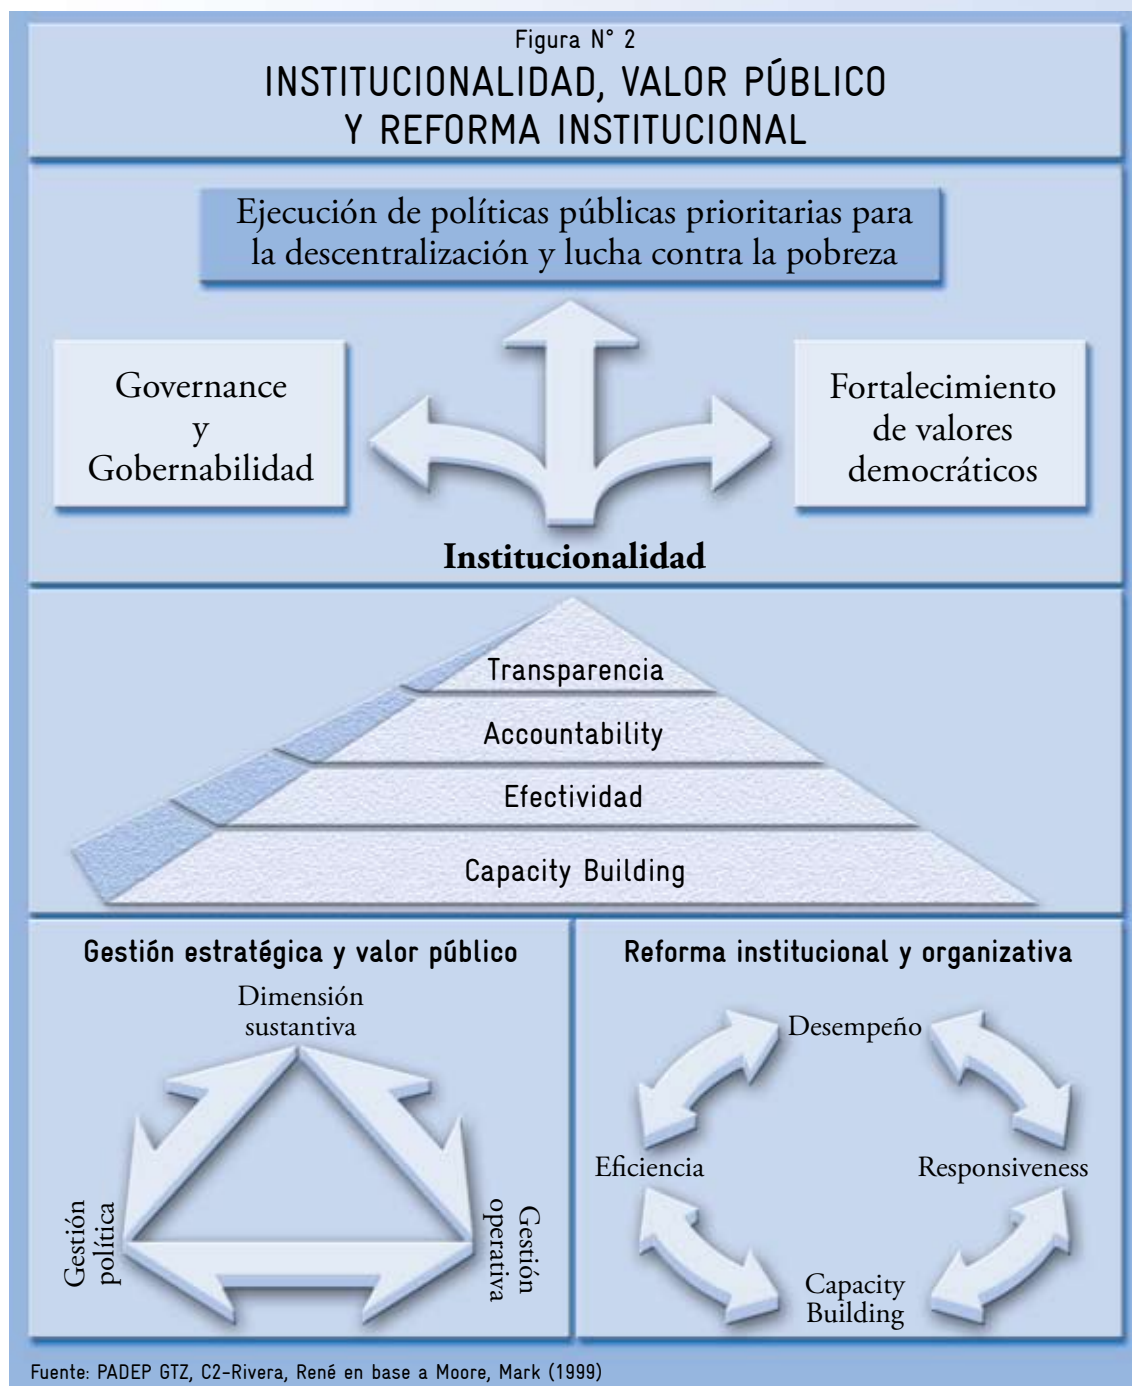 Figura N° 2
INSTITUCIONALIDAD, VALOR PÚBLICO
Y REFORMA INSTITUCIONAL
Ejecución de políticas públicas prioritarias para
la descentralización y lucha contra la pobreza
Governance
y
Gobernabilidad
Fortalecimiento
de valores
democráticos
Institucionalidad
Transparencia
Accountability
Efectividad
Capacity Building
Gestión estratégica y valor público
Dimensión
sustantiva
Gestión
política
Gestión
operativa
Reforma institucional y organizativa
Desempeño
Eficiencia
Responsiveness
Capacity
Building
Fuente: PADEP GTZ, C2-Rivera, René en base a Moore, Mark (1999)